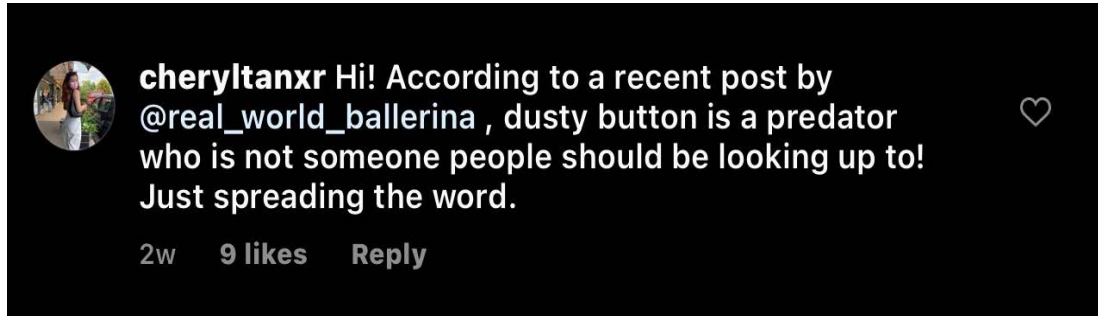 cheryltanxr Hi! According to a recent post by
@real_world_ballerina , dusty button is a predator
who is not someone people should be looking up to!
Just spreading the word.
2w 9 likes Reply